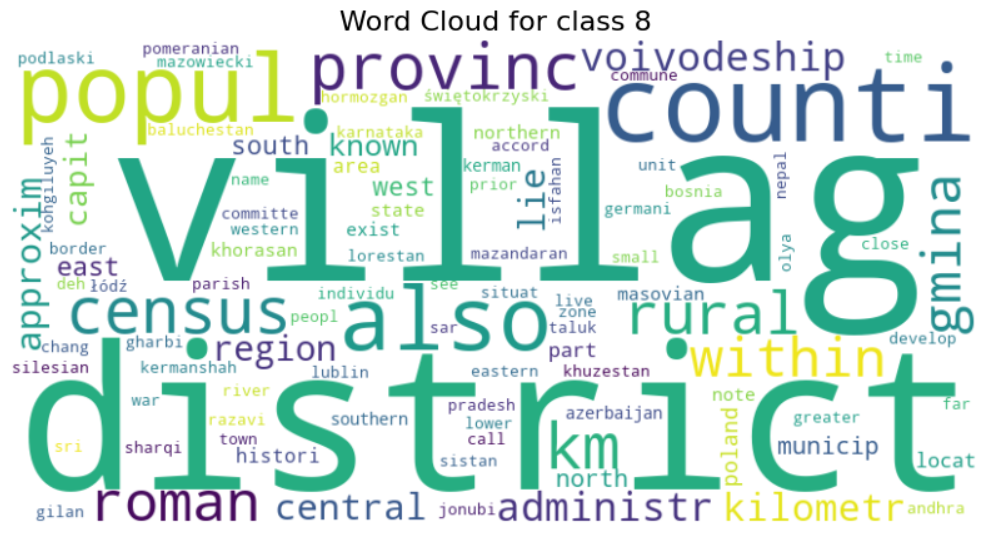 Word Cloud for class 8
podlaski pomeranian mazowiecki popul provinc voivodeship time commune counti
hormozgan świętokrzyski
baluchestan karnataka northern
south known accord
kohgiluyeh capit villag area kerman isfahan unit nepal
name west prior bosnia
approxim committe state lie germani gmina
western exist
border khorasan lorestan mazandaran small olya close
east
deh łódź parish see
census individu also situat live masovian rural
peopl sar zone taluk develop
chang gharbi region part within
silesian kermanshah lublin eastern khuzestan
district war river pradesh note far
razavi southern lower azerbaijan greater
sri sharqi town call km poland municip
histori sistan north locat
gilan roman central jonubi administr kilometr andhra